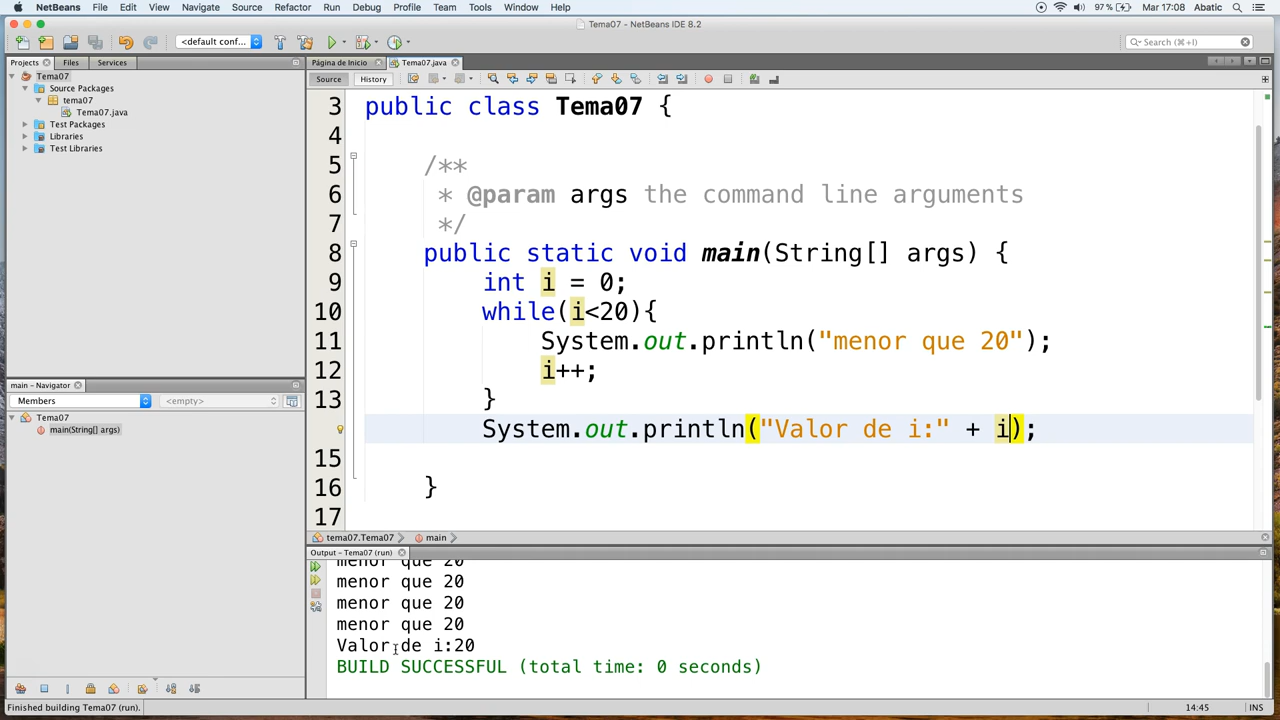 NetBeans File Edit View Navigate Source Refactor Run Debug Profile Team Tools Window Help 97% Mar 17:08 Abatic
Tema07 - NetBeans IDE 8.2
<default conf... Search (⌘+I)
Projects Files Services
Página de Inicio Tema07.java
Source History
Tema07
Source Packages
tema07
Tema07.java
Test Packages
Libraries
Test Libraries
3 public class Tema07 {
4
5 /**
6 * @param args the command line arguments
7 */
8 public static void main(String[] args) {
9 int i = 0;
10 while(i<20){
11 System.out.println("menor que 20");
12 i++;
13 }
System.out.println("Valor de i:" + i);
15
16 }
17
main - Navigator
Members <empty>
Tema07
main(String[] args)
tema07.Tema07 main
Output - Tema07 (run)
menor que 20
menor que 20
menor que 20
menor que 20
Valor de i:20
BUILD SUCCESSFUL (total time: 0 seconds)
Finished building Tema07 (run). 14:45 INS